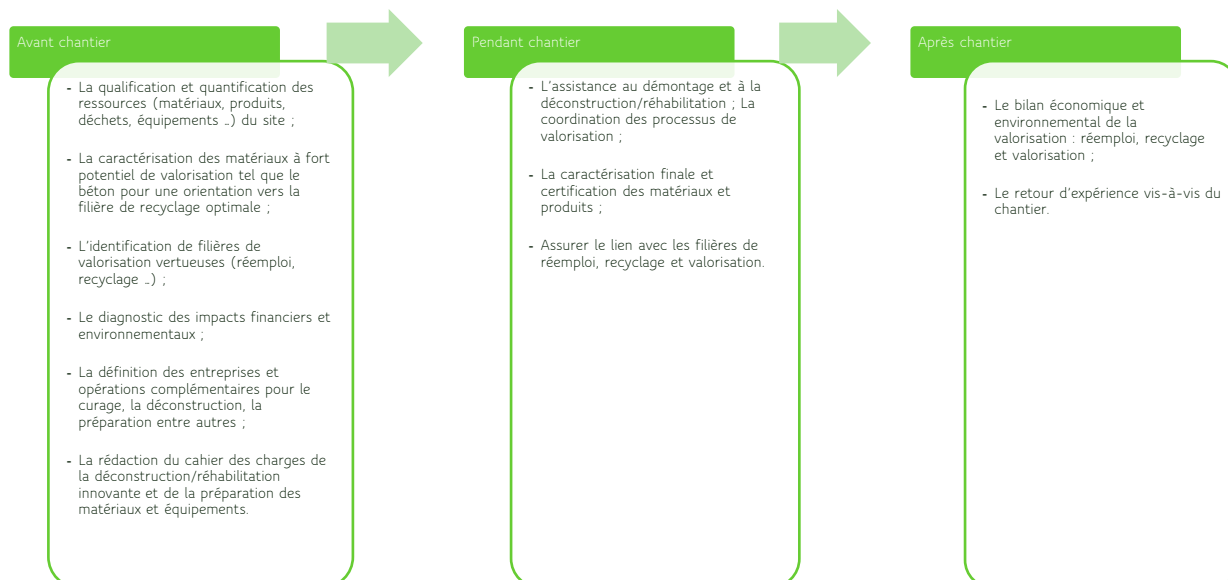 Avant chantier
- La qualification et quantification des
ressources (matériaux, produits,
déchets, équipements …) du site ;
- La caractérisation des matériaux à fort
potentiel de valorisation tel que le
béton pour une orientation vers la
filière de recyclage optimale ;
- L'identification de filières de
valorisation vertueuses (réemploi,
recyclage …) ;
- Le diagnostic des impacts financiers et
environnementaux ;
- La définition des entreprises et
opérations complémentaires pour le
curage, la déconstruction, la
préparation entre autres ;
- La rédaction du cahier des charges de
la déconstruction/réhabilitation
innovante et de la préparation des
matériaux et équipements.
Pendant chantier
- L'assistance au démontage et à la
déconstruction/réhabilitation ; La
coordination des processus de
valorisation ;
- La caractérisation finale et
certification des matériaux et
produits ;
- Assurer le lien avec les filières de
réemploi, recyclage et valorisation.
Après chantier
- Le bilan économique et
environnemental de la
valorisation : réemploi, recyclage
et valorisation ;
- Le retour d'expérience vis-à-vis du
chantier.